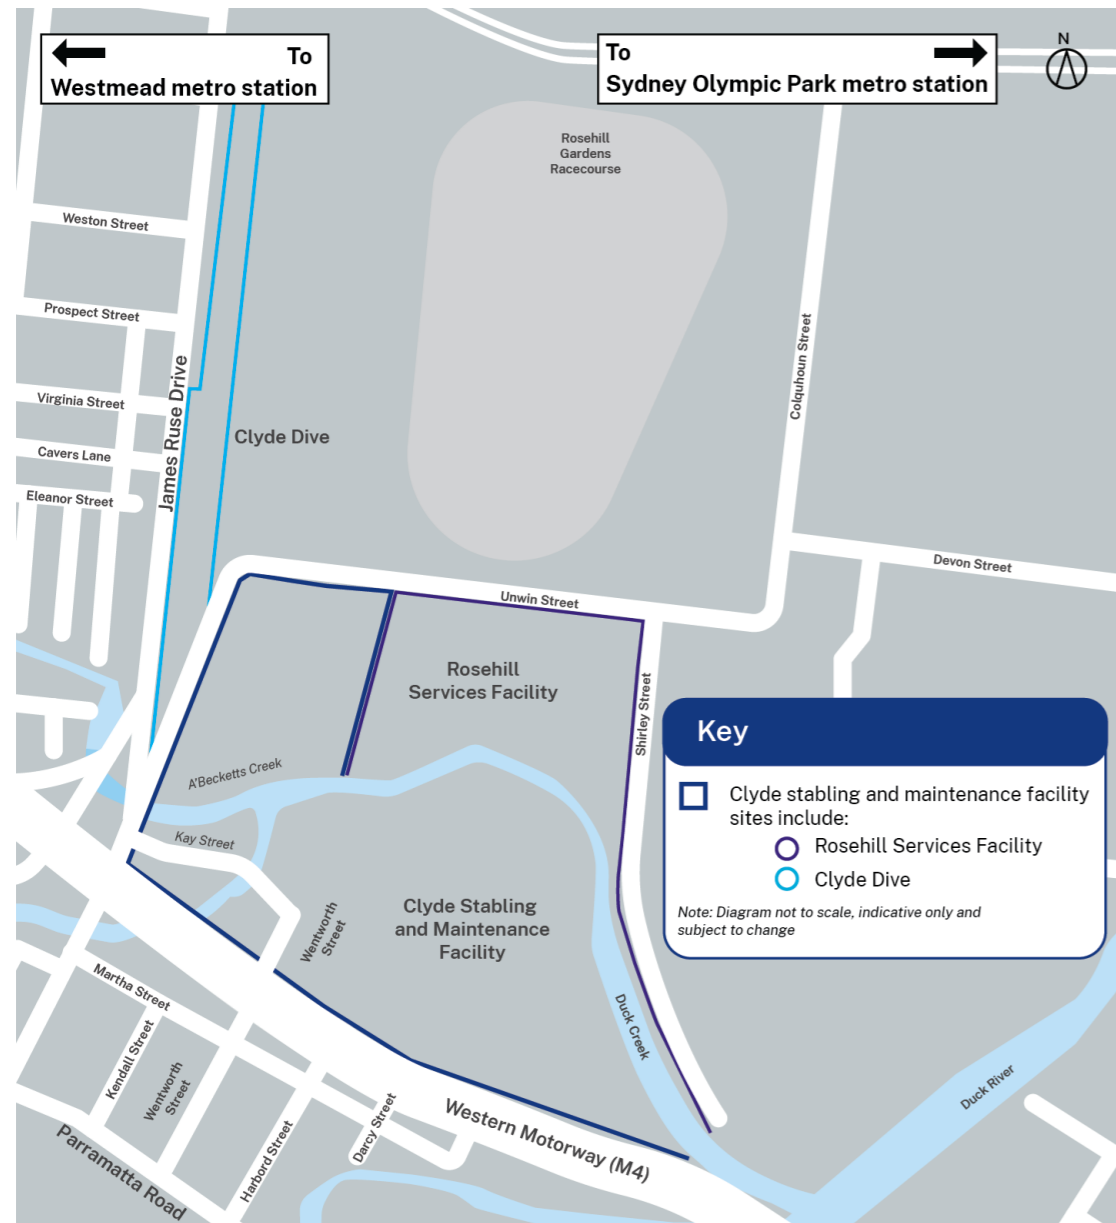 To
Westmead metro station
To
Sydney Olympic Park metro station
N
Rosehill
Gardens
Racecourse
Weston Street
Prospect Street
Virginia Street
Cavers Lane
Eleanor Street
James Ruse Drive
Clyde Dive
Colquhoun Street
Devon Street
Unwin Street
Rosehill
Services Facility
Shirley Street
A'Becketts Creek
Kay Street
Wentworth
Street
Clyde Stabling
and Maintenance
Facility
Duck Creek
Duck River
Key
Clyde stabling and maintenance facility
sites include:
Rosehill Services Facility
Clyde Dive
Note: Diagram not to scale, indicative only and
subject to change
Martha Street
Kendall Street
Wentworth
Street
Harbord Street
Darcy Street
Western Motorway (M4)
Parramatta Road